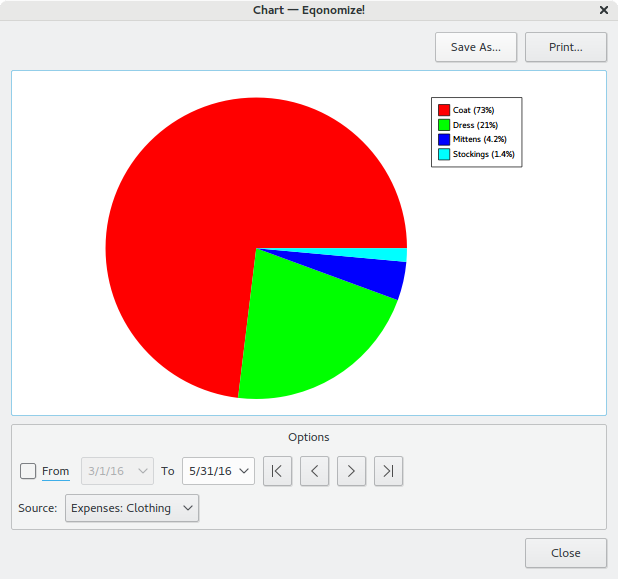 Chart — Eqonomize!
Save As...
Print...
Coat (73%)
Dress (21%)
Mittens (4.2%)
Stockings (1.4%)
Options
From 3/1/16 To 5/31/16
Source: Expenses: Clothing
Close